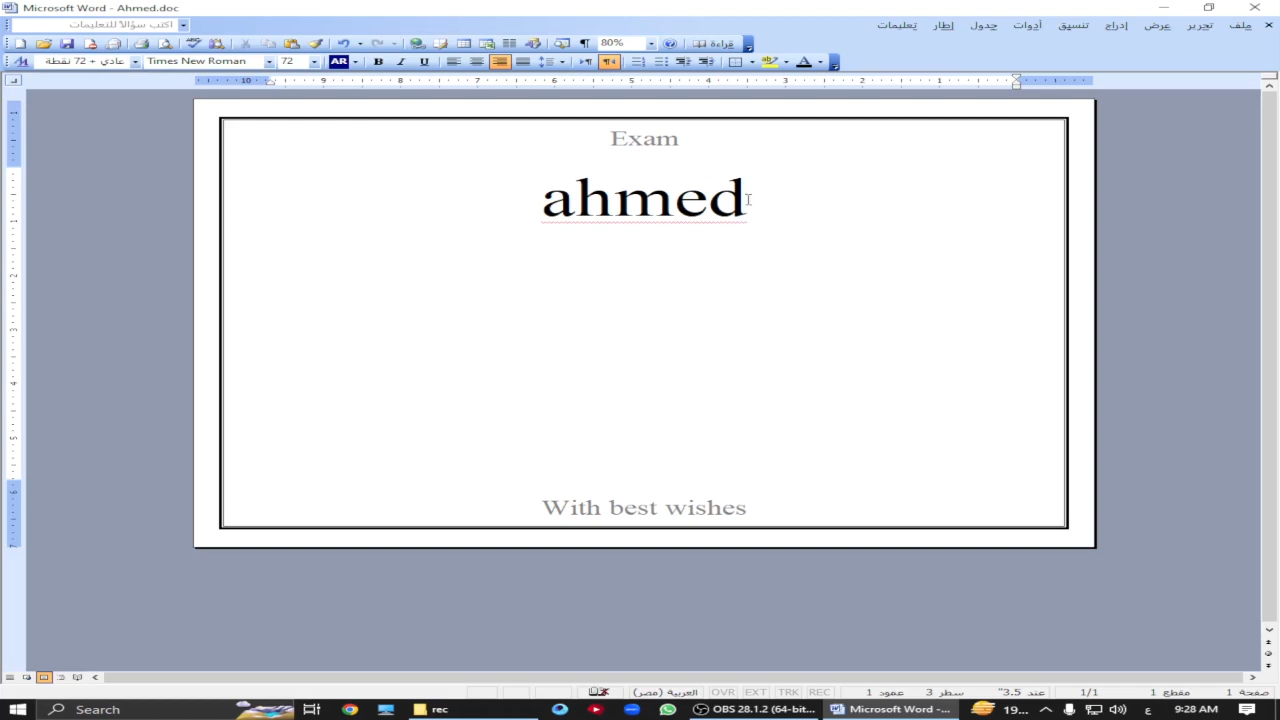 Microsoft Word - Ahmed.doc
ملف تحرير عرض إدراج تنسيق أدوات جدول إطار تعليمات
اكتب سؤالاً للتعليمات
80%
قراءة
عادي + 72 نقطة
Times New Roman
72
AR
Exam
ahmed
With best wishes
صفحة 1 مقطع 1 1/1 عند 3.5" سطر 3 عمود 1 REC TRK EXT OVR العربية (مصر)
Search
rec
OBS 28.1.2 (64-bit...
Microsoft Word -...
19...
ع
9:28 AM